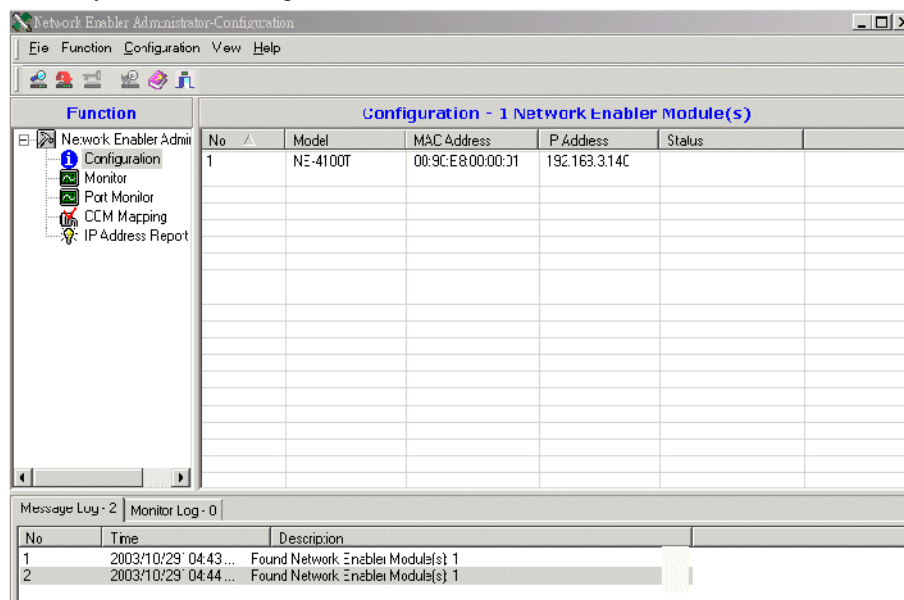 Network Enabler Administrator-Configuration
File Function Configuration View Help
Function
Configuration - 1 Network Enabler Module(s)
Network Enabler Admi
Configuration
Monitor
Port Monitor
COM Mapping
IP Address Report
No Model MAC Address IP Address Status
1 NE-4100T 00:90:E8:00:00:01 192.168.3.140
Message Log - 2 Monitor Log - 0
No Time Description
1 2003/10/29 04:43... Found Network Enabler Module(s): 1
2 2003/10/29 04:44... Found Network Enabler Module(s): 1